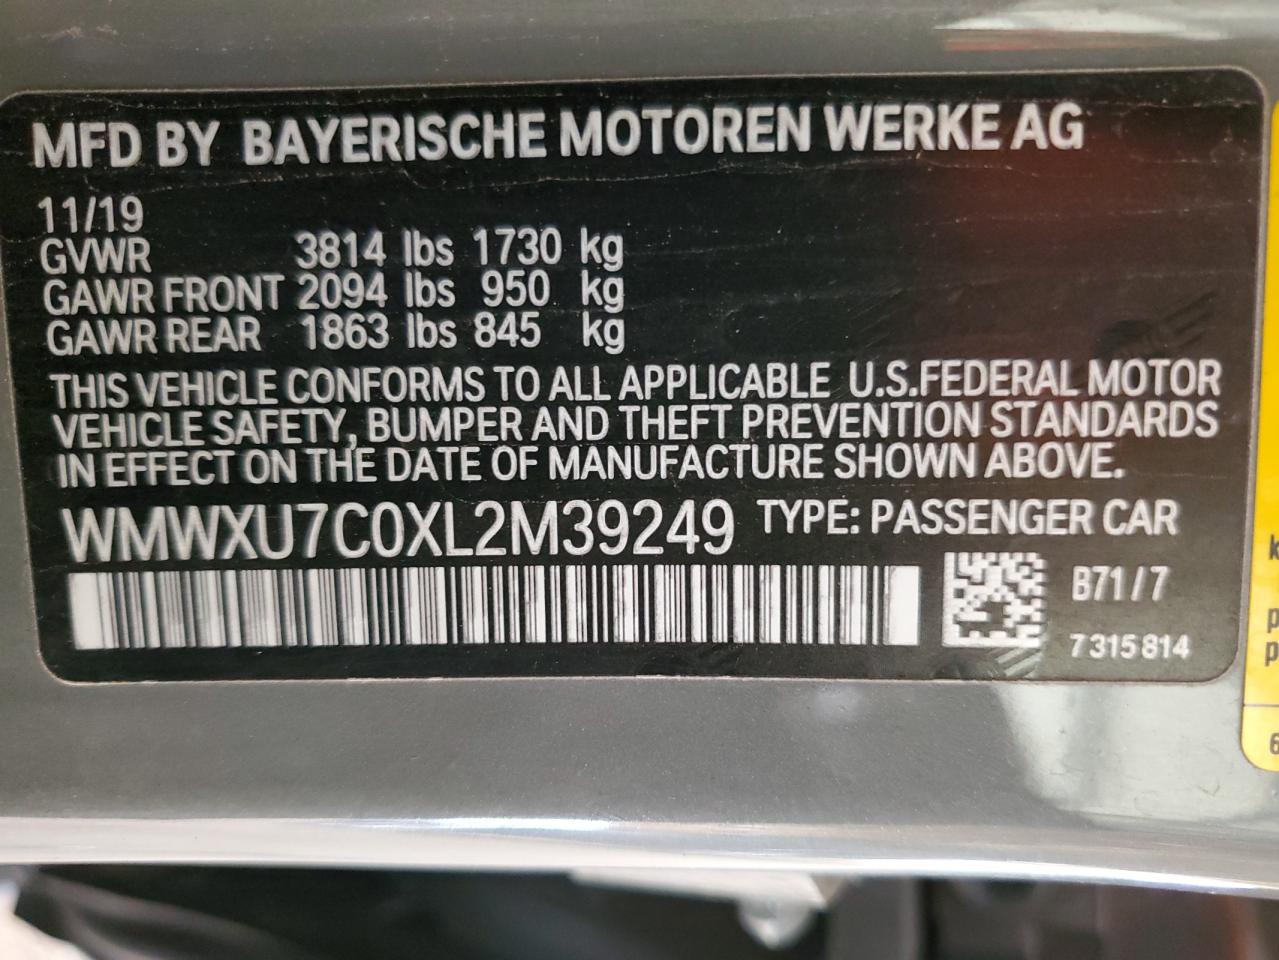 MFD BY BAYERISCHE MOTOREN WERKE AG
11/19
GVWR 3814 lbs 1730 kg
GAWR FRONT 2094 lbs 950 kg
GAWR REAR 1863 lbs 845 kg
THIS VEHICLE CONFORMS TO ALL APPLICABLE U.S.FEDERAL MOTOR
VEHICLE SAFETY, BUMPER AND THEFT PREVENTION STANDARDS
IN EFFECT ON THE DATE OF MANUFACTURE SHOWN ABOVE.
WMWXU7C0XL2M39249 TYPE: PASSENGER CAR
B71/7
7315814